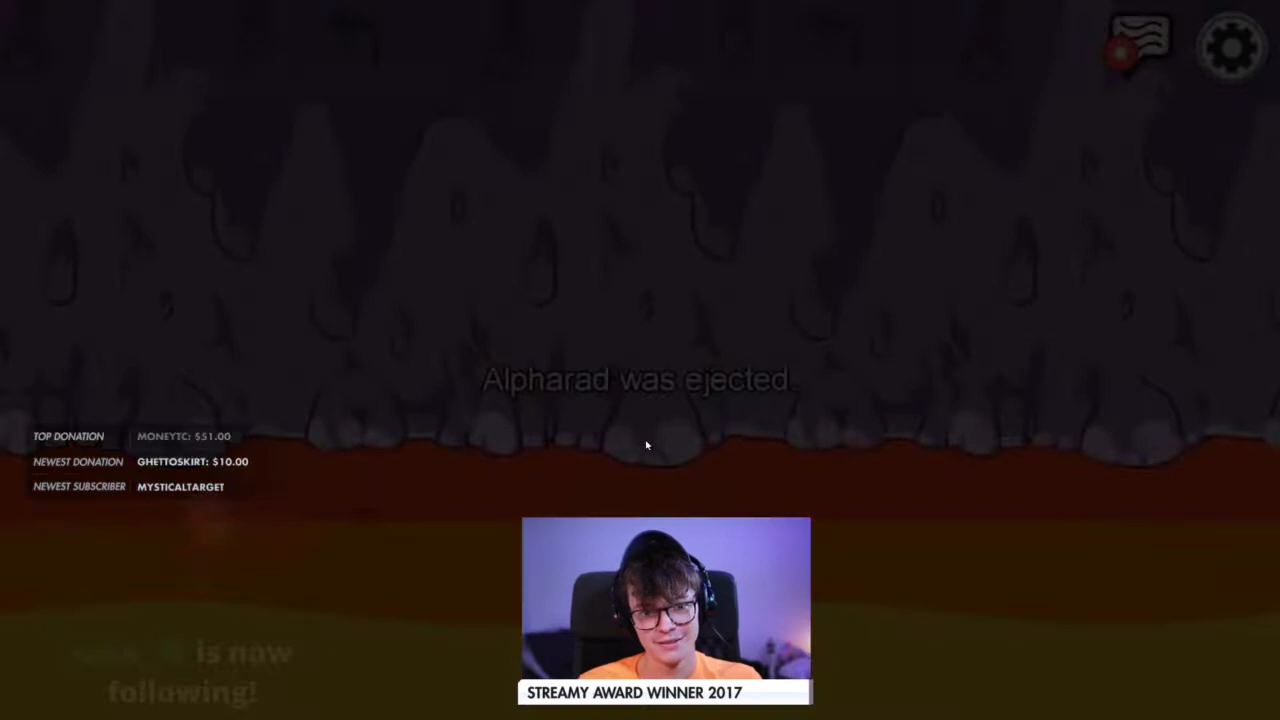 Alpharad was ejected.
TOP DONATION MONEYTC: $51.00
NEWEST DONATION GHETTOSKIRT: $10.00
NEWEST SUBSCRIBER MYSTICALTARGET
is now
following!
STREAMY AWARD WINNER 2017